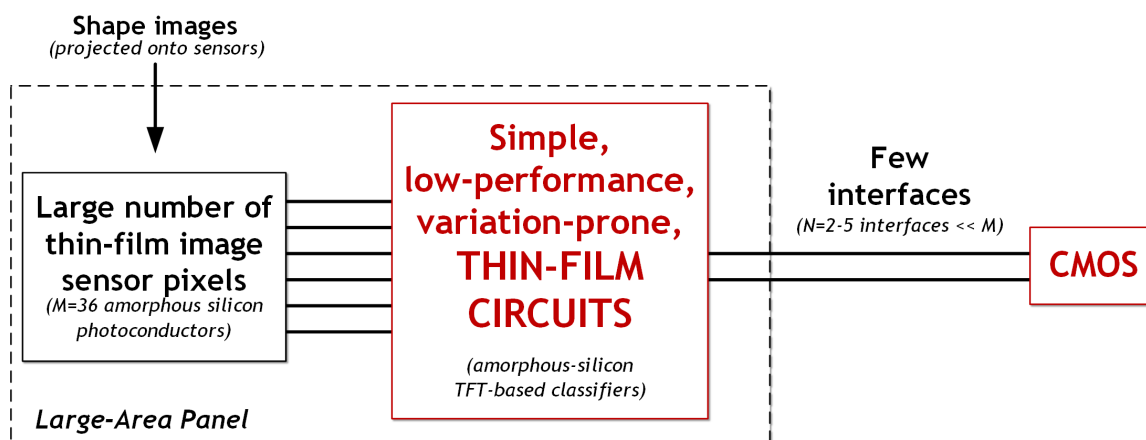 Shape images
(projected onto sensors)
Large number of
thin-film image
sensor pixels
(M=36 amorphous silicon
photoconductors)
Large-Area Panel
Simple,
low-performance,
variation-prone,
THIN-FILM
CIRCUITS
(amorphous-silicon
TFT-based classifiers)
Few
interfaces
(N=2-5 interfaces << M)
CMOS